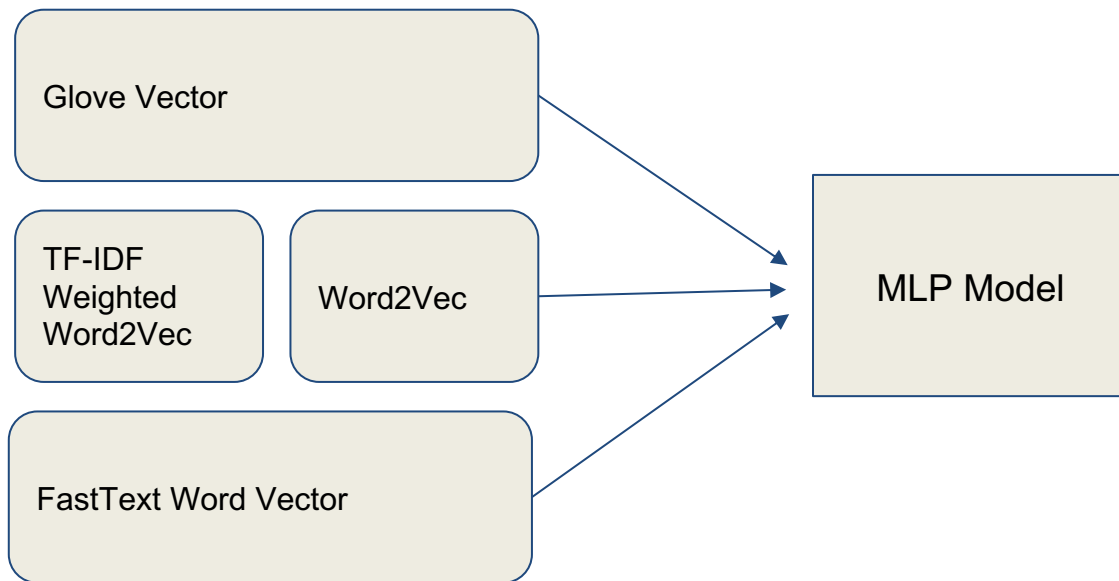 Glove Vector
TF-IDF
Weighted
Word2Vec
Word2Vec
MLP Model
FastText Word Vector